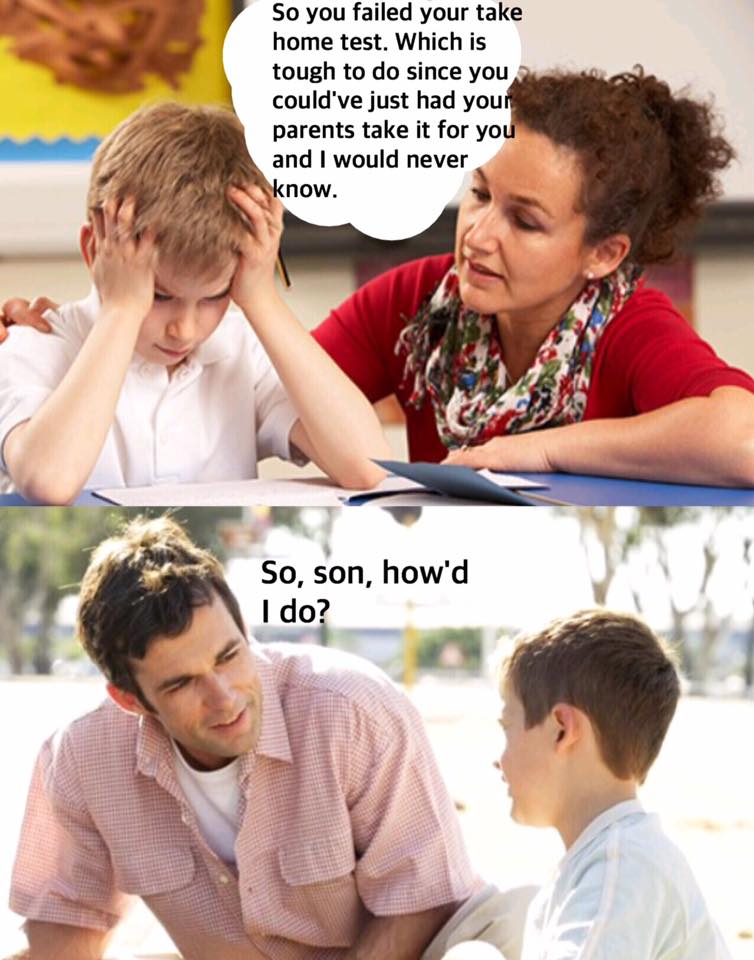 So you failed your take
home test. Which is
tough to do since you
could've just had your
parents take it for you
and I would never
know.
So, son, how'd
I do?